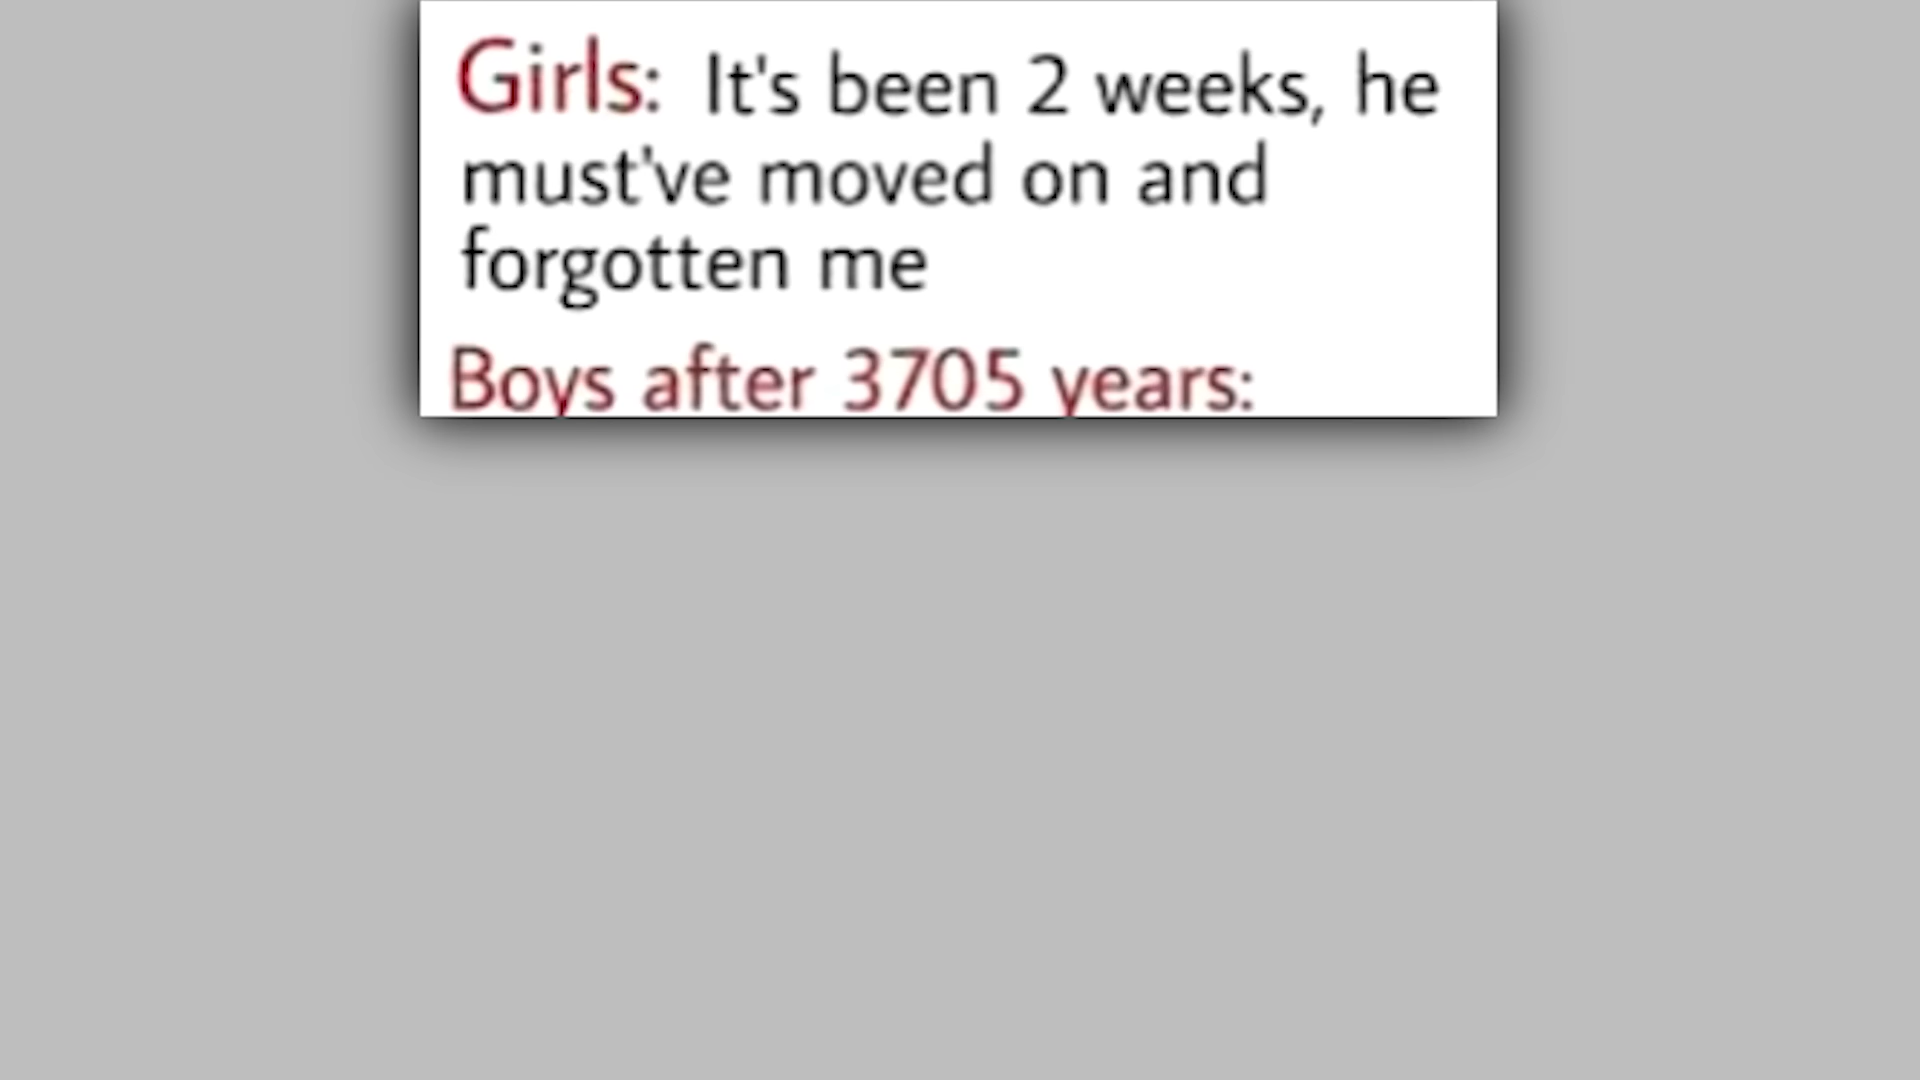 Girls: It's been 2 weeks, he
must've moved on and
forgotten me
Boys after 3705 years: